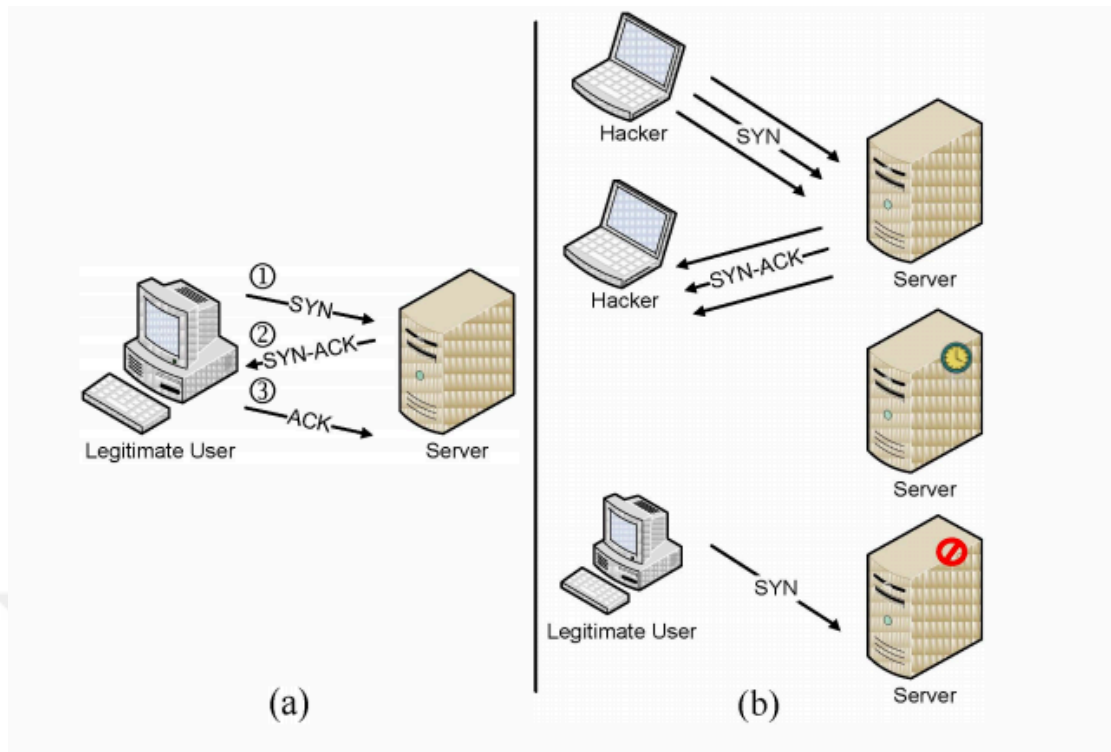 ①
SYN
②
SYN-ACK
③
ACK
Legitimate User
Server
(a)
Hacker
SYN
Hacker
SYN-ACK
Server
Server
Legitimate User
SYN
Server
(b)